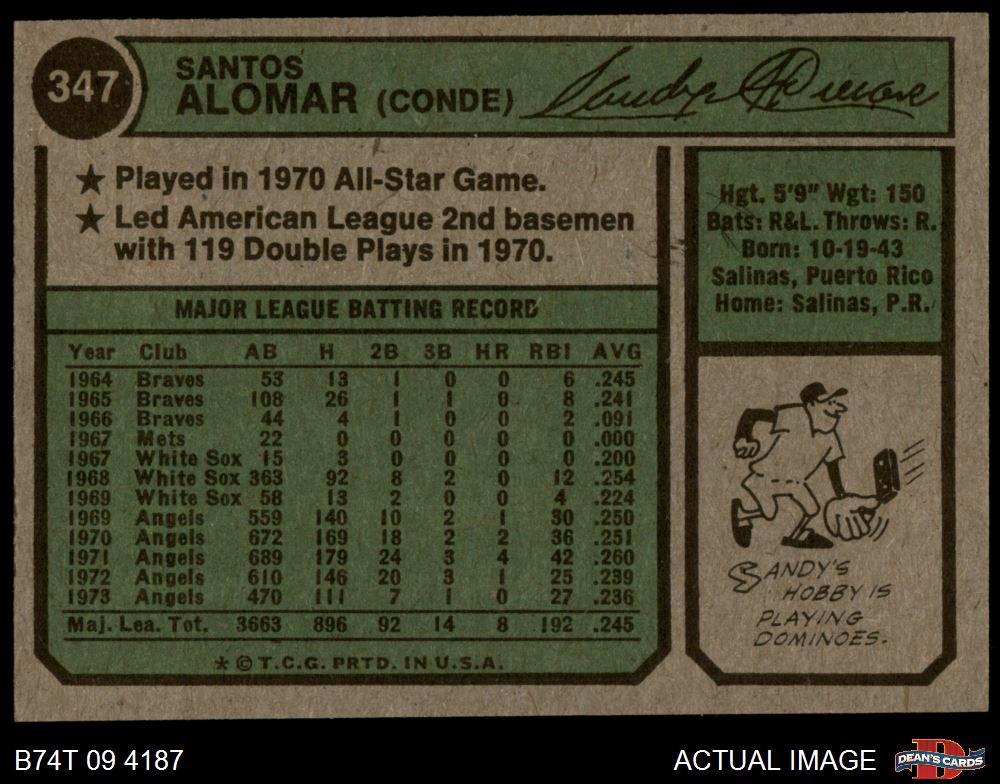 347
SANTOS
ALOMAR (CONDE)
Sandy Alomar
★ Played in 1970 All-Star Game.
★ Led American League 2nd basemen
with 119 Double Plays in 1970.
Hgt. 5'9" Wgt: 150
Bats: R&L. Throws: R.
Born: 10-19-43
Salinas, Puerto Rico
Home: Salinas, P.R.
MAJOR LEAGUE BATTING RECORD
Year Club AB H 2B 3B HR RBI AVG
1964 Braves 53 13 1 0 0 6 .245
1965 Braves 108 26 1 1 0 8 .241
1966 Braves 44 4 1 0 0 2 .091
1967 Mets 22 0 0 0 0 0 .000
1967 White Sox 15 3 0 0 0 0 .200
1968 White Sox 363 92 8 2 0 12 .254
1969 White Sox 58 13 2 0 0 4 .224
1969 Angels 559 140 10 2 1 30 .250
1970 Angels 672 169 18 2 2 36 .251
1971 Angels 689 179 24 3 4 42 .260
1972 Angels 610 146 20 3 1 25 .239
1973 Angels 470 111 7 1 0 27 .236
Maj. Lea. Tot. 3663 896 92 14 8 192 .245
* © T.C.G. PRTD. IN U.S.A.
SANDY'S
HOBBY IS
PLAYING
DOMINOES.
B74T 09 4187
ACTUAL IMAGE
DEAN'S CARDS